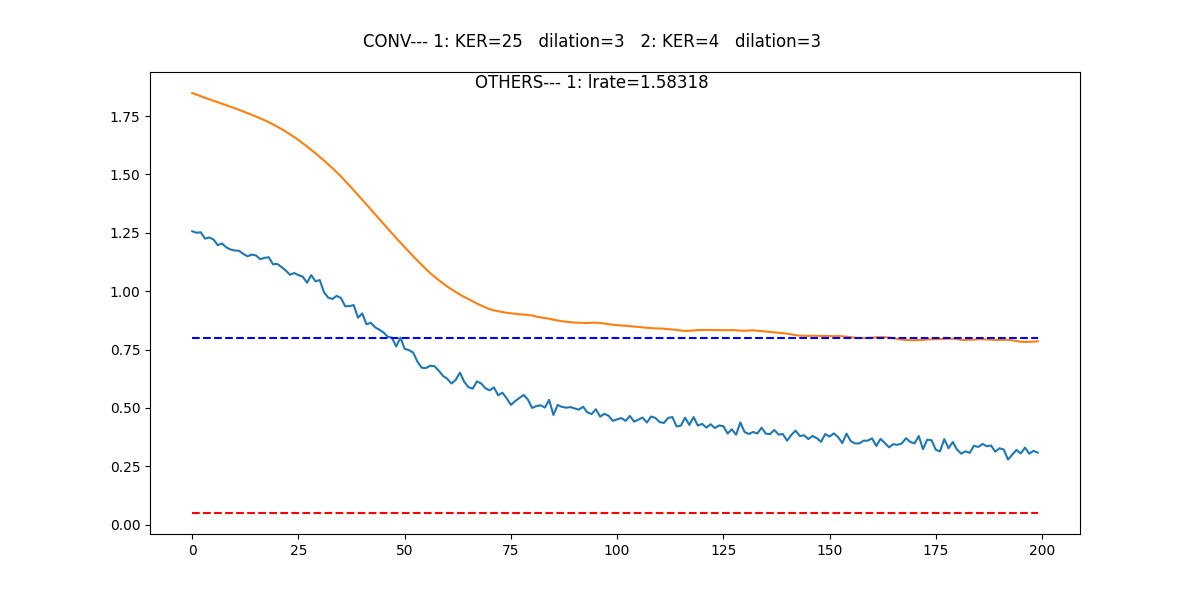 CONV--- 1: KER=25   dilation=3   2: KER=4   dilation=3
OTHERS--- 1: lrate=1.58318
1.75
1.50
1.25
1.00
0.75
0.50
0.25
0.00
0 25 50 75 100 125 150 175 200